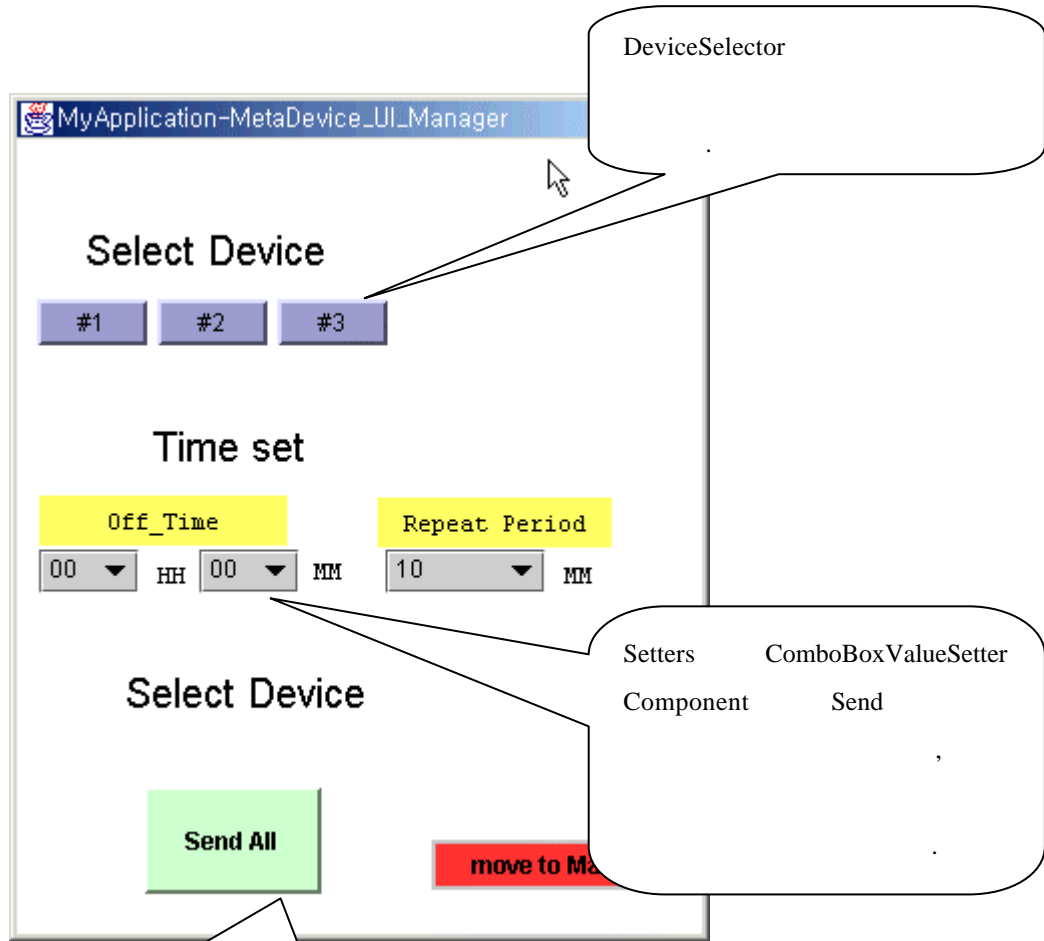 DeviceSelector
.
MyApplication-MetaDevice_UI_Manager
Select Device
#1 #2 #3
Time set
Off_Time Repeat Period
00 HH 00 MM 10 MM
Setters ComboBoxValueSetter
Component Send
,
.
Select Device
Send All
move to